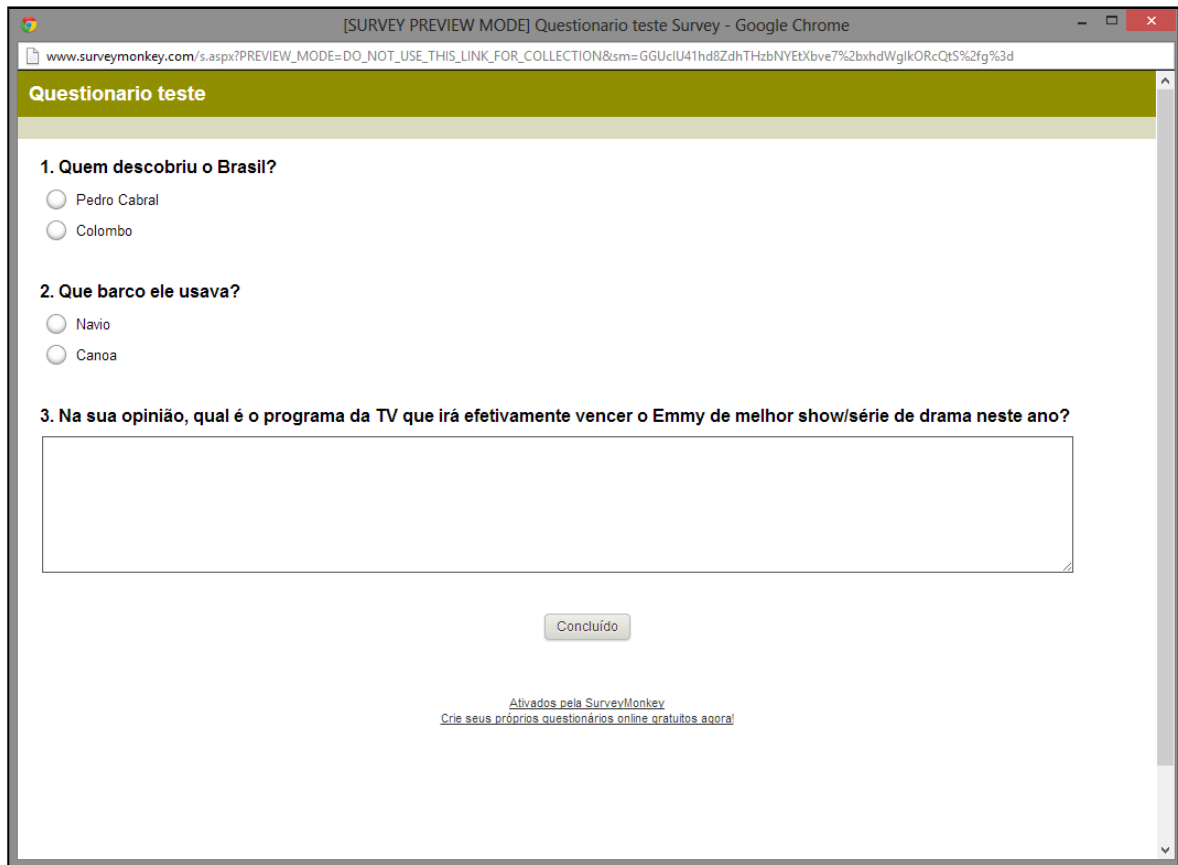 [SURVEY PREVIEW MODE] Questionario teste Survey - Google Chrome
www.surveymonkey.com/s.aspx?PREVIEW_MODE=DO_NOT_USE_THIS_LINK_FOR_COLLECTION&sm=GGUclU41hd8ZdhTHzbNYEtXbve7%2bxhdWglkORcQtS%2fg%3d
Questionario teste
1. Quem descobriu o Brasil?
Pedro Cabral
Colombo
2. Que barco ele usava?
Navio
Canoa
3. Na sua opinião, qual é o programa da TV que irá efetivamente vencer o Emmy de melhor show/série de drama neste ano?
Concluído
Ativados pela SurveyMonkey
Crie seus próprios questionários online gratuitos agora!